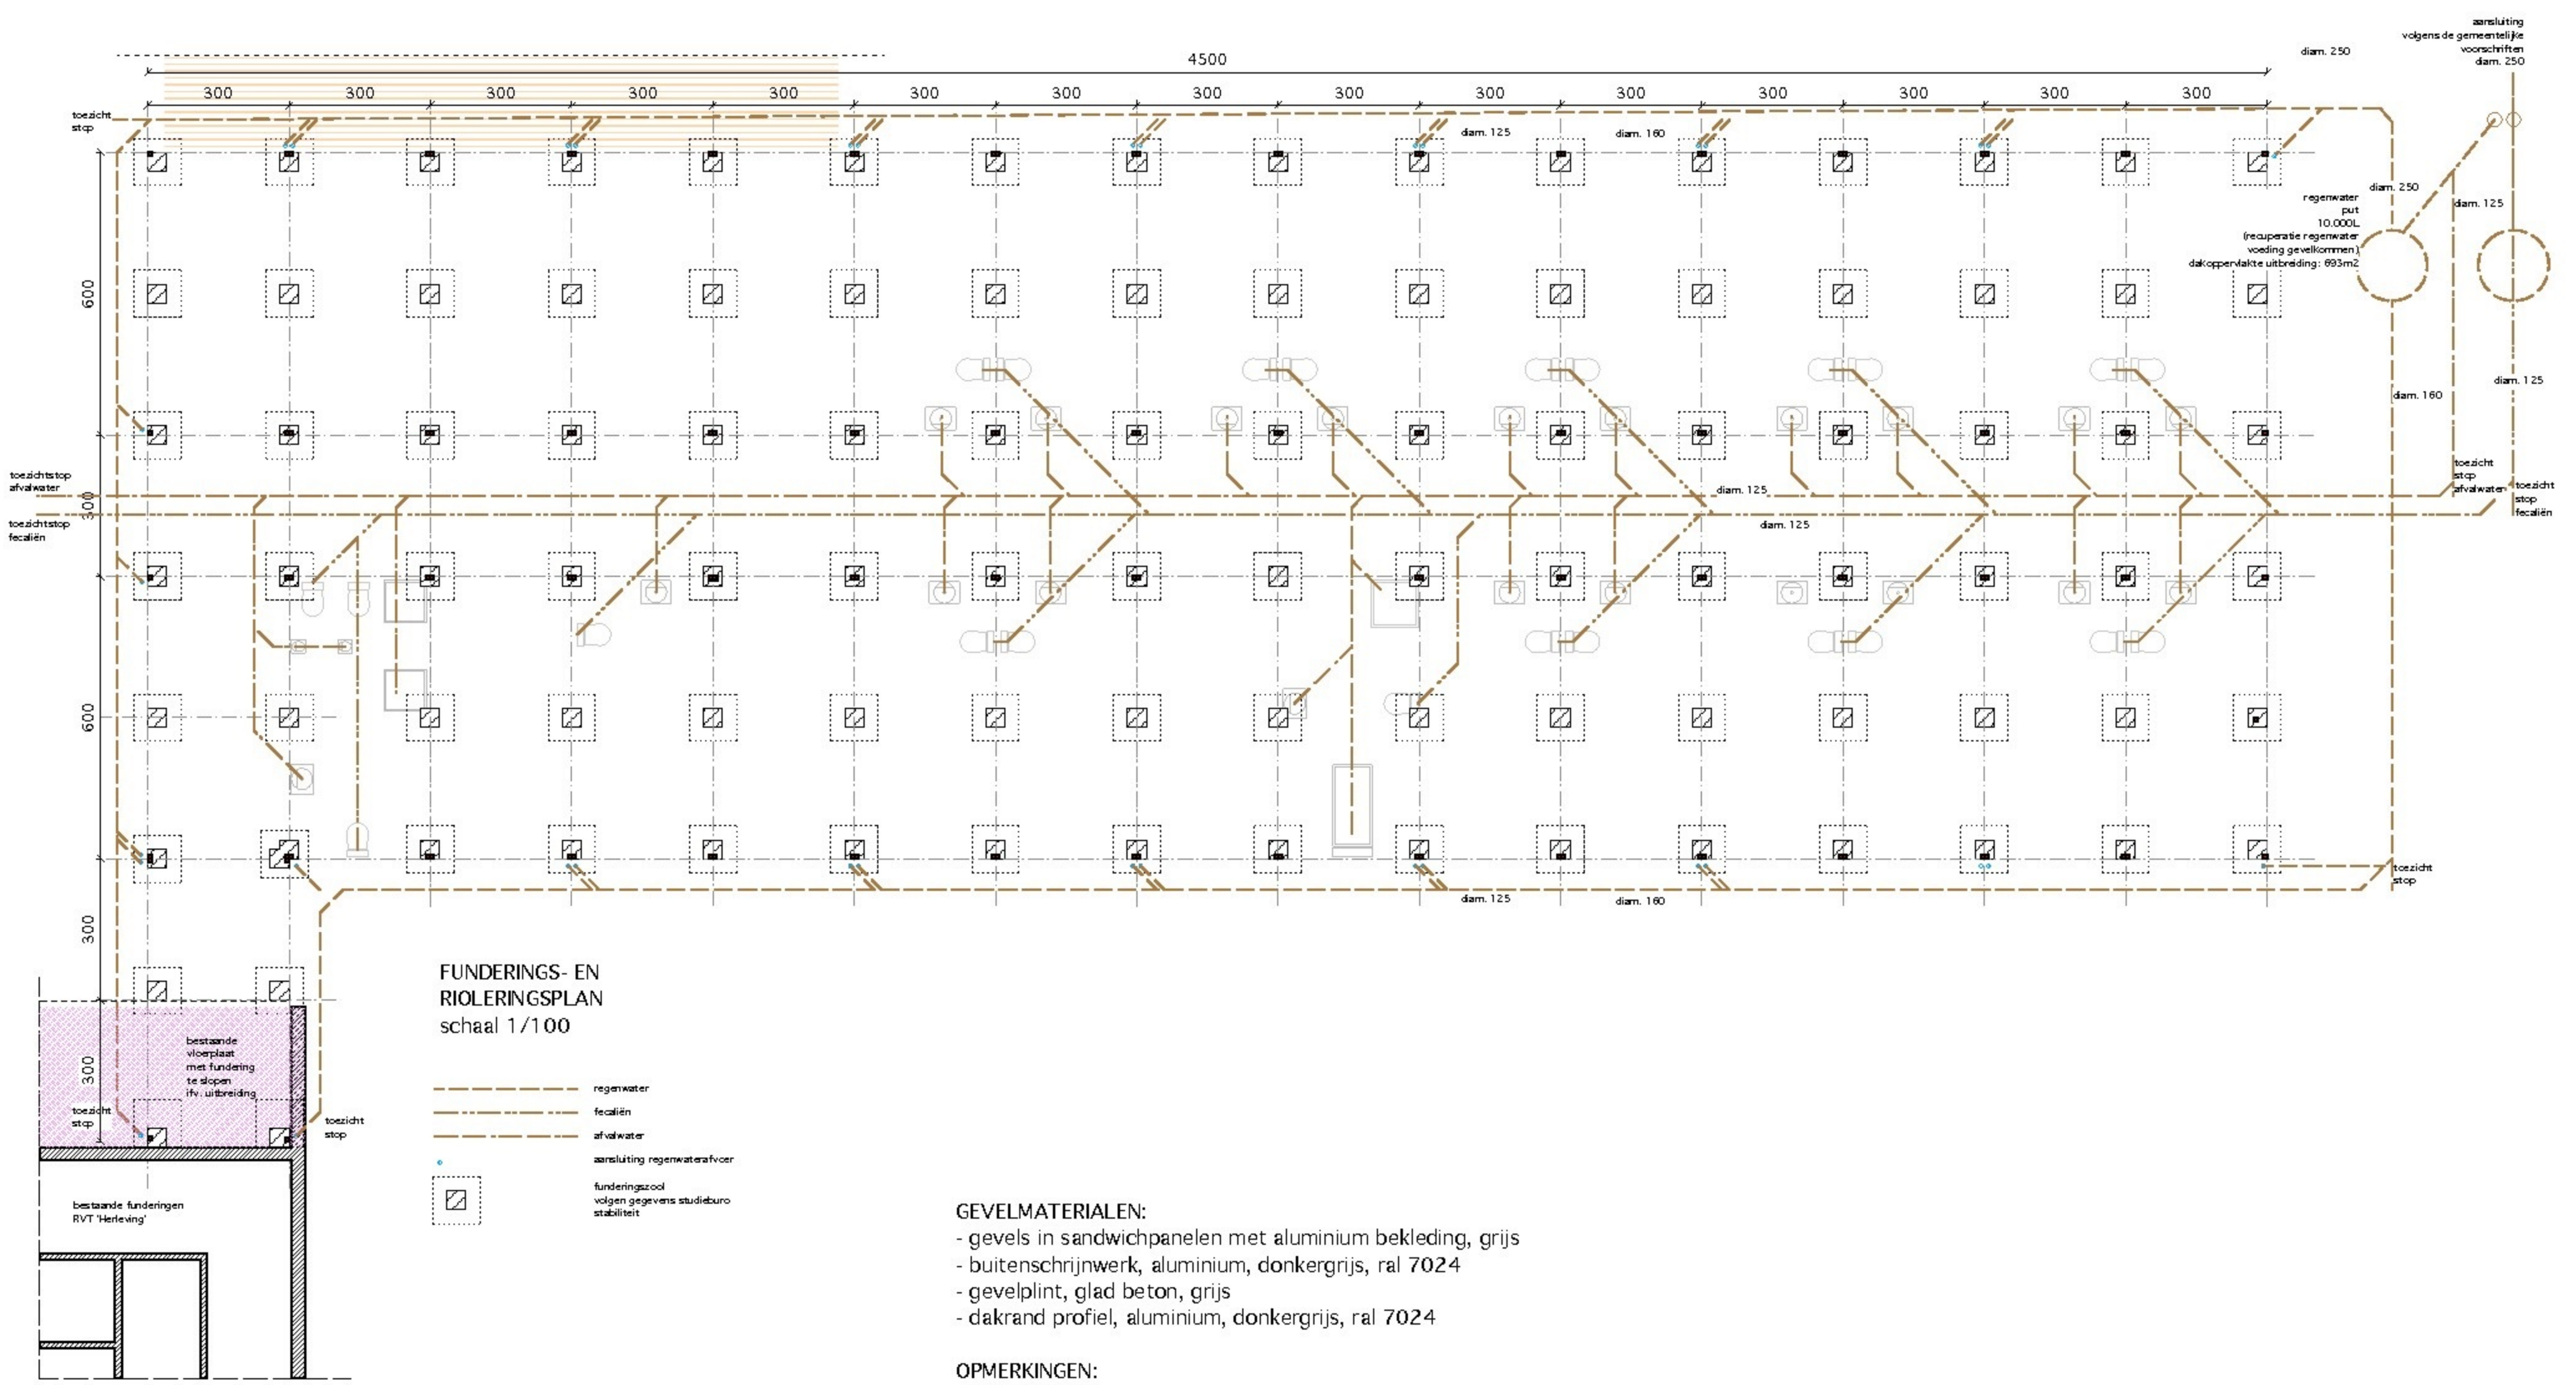 aansluiting
volgens de gemeentelijke
voorschriften
diam. 250
diam. 250
4500
300 300 300 300 300 300 300 300 300 300 300 300 300 300 300
toezicht
stop
diam. 125
diam. 160
diam. 250
diam. 125
regenwater
put
10.000L
(recuperatie regenwater
voeding gevelkommen)
dakoppervlakte uitbreiding: 693m2
600
diam. 125
diam. 160
toezichtstop
afvalwater
300
toezichtstop
fecaliën
diam. 125
diam. 125
toezicht
stop
afvalwater
toezicht
stop
fecaliën
600
toezicht
stop
diam. 125
diam. 160
300
FUNDERINGS- EN
RIOLERINGSPLAN
schaal 1/100
300
bestaande
vloerplaat
met fundering
te slopen
ifv. uitbreiding
toezicht
stop
toezicht
stop
regenwater
fecaliën
afvalwater
aansluiting regenwaterafvoer
funderingszool
volgen gegevens studieburo
stabiliteit
bestaande funderingen
RVT 'Herleving'
GEVELMATERIALEN:
- gevels in sandwichpanelen met aluminium bekleding, grijs
- buitenschrijnwerk, aluminium, donkergrijs, ral 7024
- gevelplint, glad beton, grijs
- dakrand profiel, aluminium, donkergrijs, ral 7024
OPMERKINGEN: